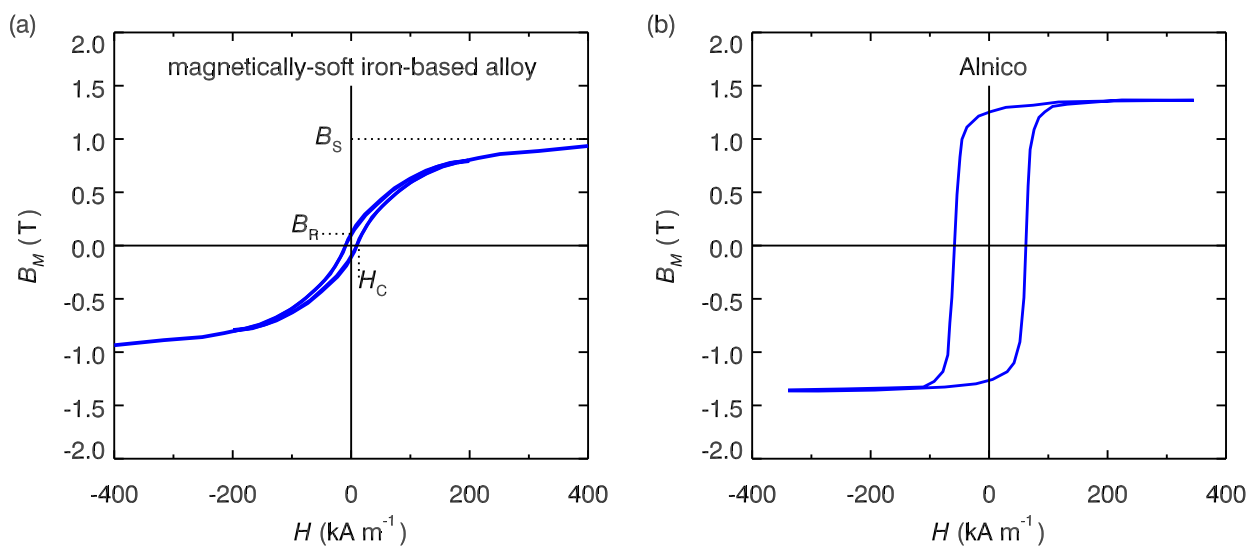 (a)
magnetically-soft iron-based alloy
B_S
B_R
H_C
2.0
1.5
1.0
0.5
0.0
-0.5
-1.0
-1.5
-2.0
B_M (T)
-400 -200 0 200 400
H (kA m⁻¹)
(b)
Alnico
2.0
1.5
1.0
0.5
0.0
-0.5
-1.0
-1.5
-2.0
B_M (T)
-400 -200 0 200 400
H (kA m⁻¹)